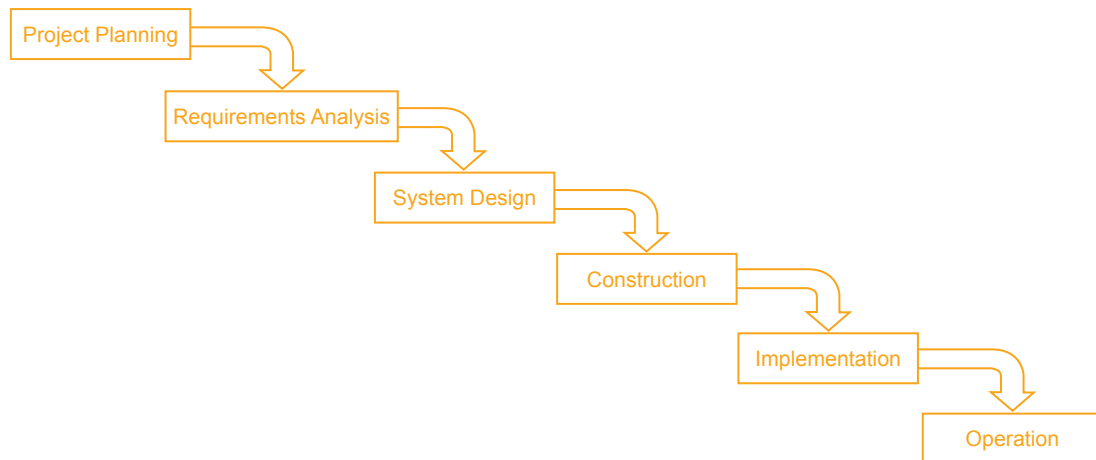 Project Planning
Requirements Analysis
System Design
Construction
Implementation
Operation